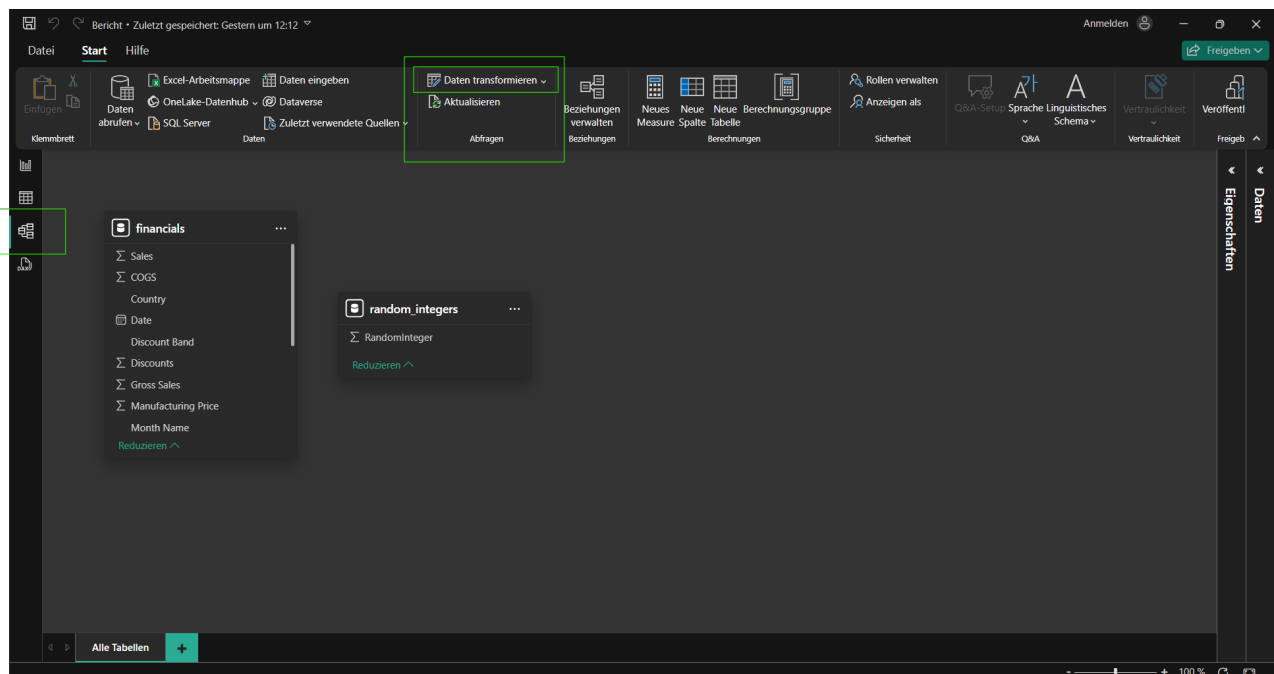 Bericht • Zuletzt gespeichert: Gestern um 12:12
Anmelden
Datei Start Hilfe
Freigeben
Einfügen
Klemmbrett
Daten abrufen
Excel-Arbeitsmappe
OneLake-Datenhub
SQL Server
Daten eingeben
Dataverse
Zuletzt verwendete Quellen
Daten
Daten transformieren
Aktualisieren
Abfragen
Beziehungen verwalten
Beziehungen
Neues Measure
Neue Spalte
Neue Tabelle
Berechnungsgruppe
Berechnungen
Rollen verwalten
Anzeigen als
Sicherheit
Q&A-Setup
Sprache
Linguistisches Schema
Q&A
Vertraulichkeit
Vertraulichkeit
Veröffentl
Freigeb
DAX
financials
Sales
COGS
Country
Date
Discount Band
Discounts
Gross Sales
Manufacturing Price
Month Name
Reduzieren
random_integers
RandomInteger
Reduzieren
Eigenschaften
Daten
Alle Tabellen
+
- + 100 %